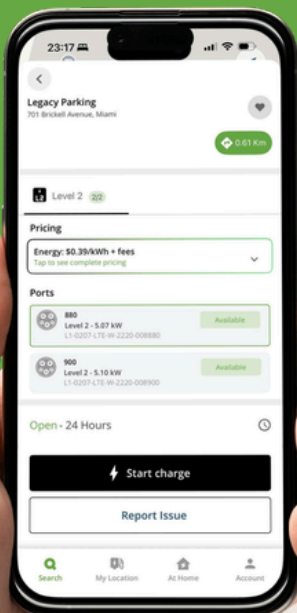 23:17
Legacy Parking
701 Brickell Avenue, Miami
0.61 Km
L2 Level 2 2/2
Pricing
Energy: $0.39/kWh + fees
Tap to see complete pricing
Ports
880
Level 2 - 5.07 kW
L1-0207-LTE-W-2220-008880
Available
900
Level 2 - 5.10 kW
L1-0207-LTE-W-2220-008900
Available
Open - 24 Hours
Start charge
Report Issue
Search
My Location
At Home
Account